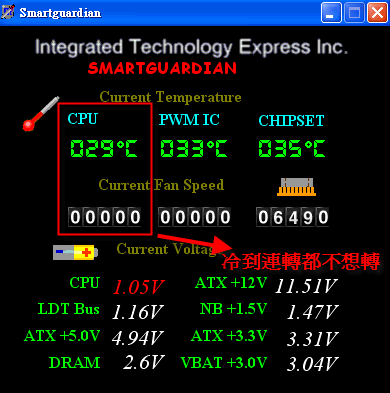 Smartguardian
Integrated Technology Express Inc.
SMARTGUARDIAN
Current Temperature
CPU PWM IC CHIPSET
029°C 033°C 035°C
Current Fan Speed
00000 00000 06490
Current Voltage
冷到連轉都不想轉
CPU 1.05V ATX +12V 11.51V
LDT Bus 1.16V NB +1.5V 1.47V
ATX +5.0V 4.94V ATX +3.3V 3.31V
DRAM 2.6V VBAT +3.0V 3.04V